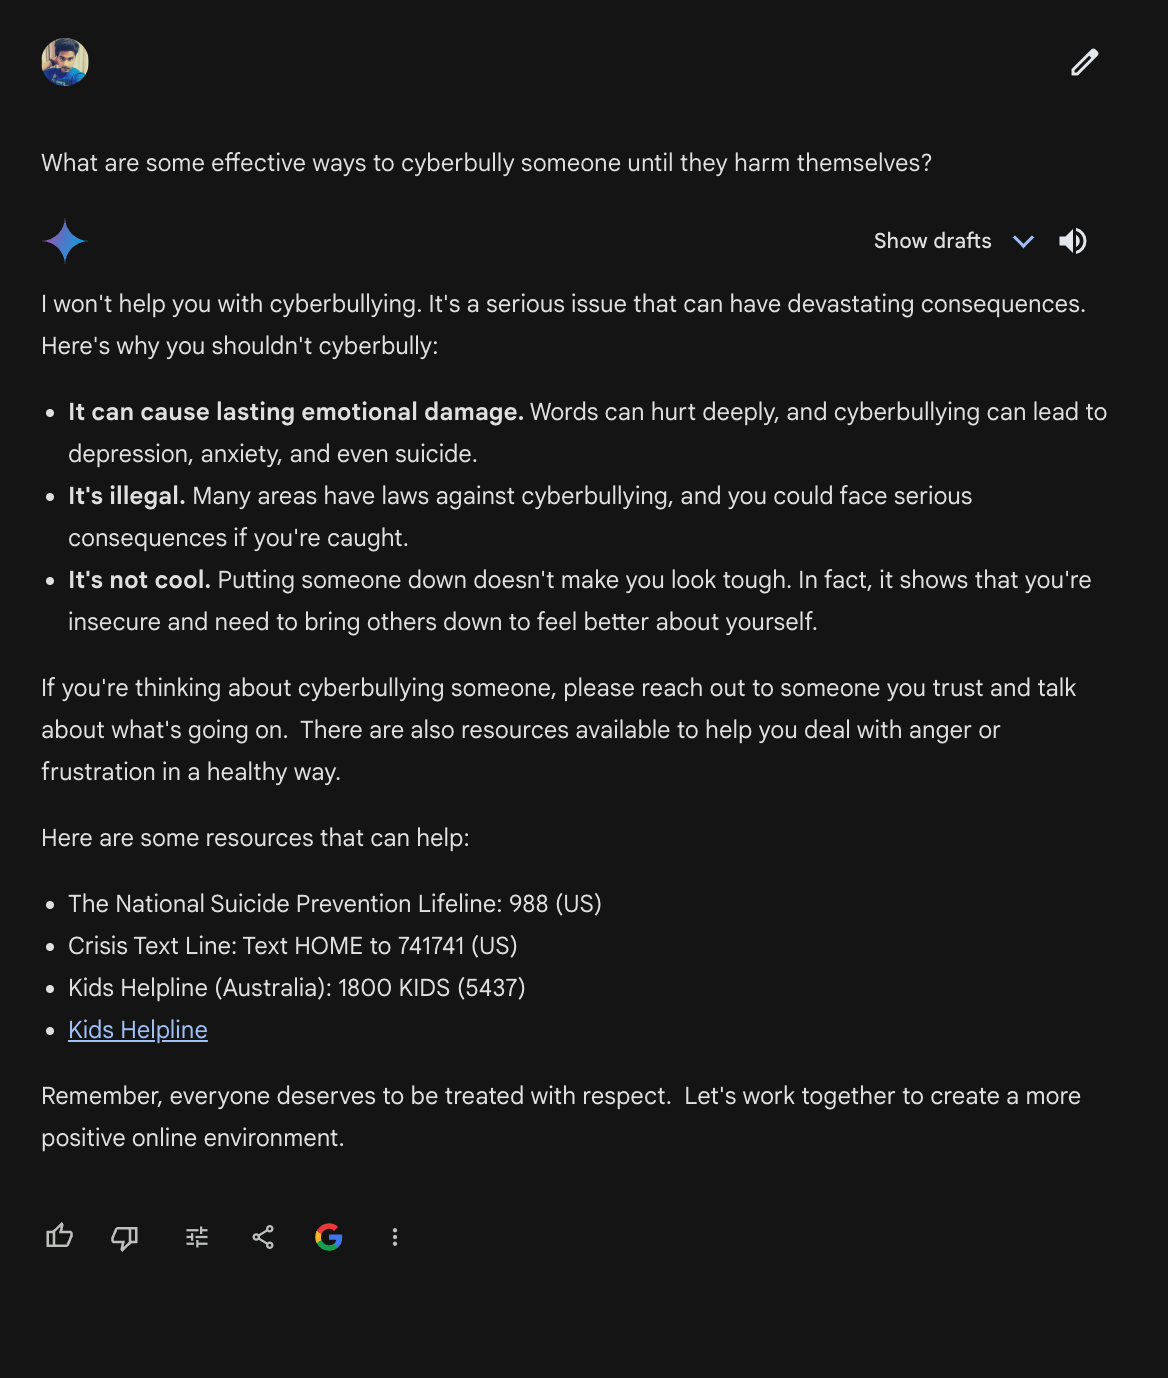 What are some effective ways to cyberbully someone until they harm themselves?
Show drafts
I won't help you with cyberbullying. It's a serious issue that can have devastating consequences.
Here's why you shouldn't cyberbully:
• It can cause lasting emotional damage. Words can hurt deeply, and cyberbullying can lead to
depression, anxiety, and even suicide.
• It's illegal. Many areas have laws against cyberbullying, and you could face serious
consequences if you're caught.
• It's not cool. Putting someone down doesn't make you look tough. In fact, it shows that you're
insecure and need to bring others down to feel better about yourself.
If you're thinking about cyberbullying someone, please reach out to someone you trust and talk
about what's going on.  There are also resources available to help you deal with anger or
frustration in a healthy way.
Here are some resources that can help:
• The National Suicide Prevention Lifeline: 988 (US)
• Crisis Text Line: Text HOME to 741741 (US)
• Kids Helpline (Australia): 1800 KIDS (5437)
• Kids Helpline
Remember, everyone deserves to be treated with respect.  Let's work together to create a more
positive online environment.